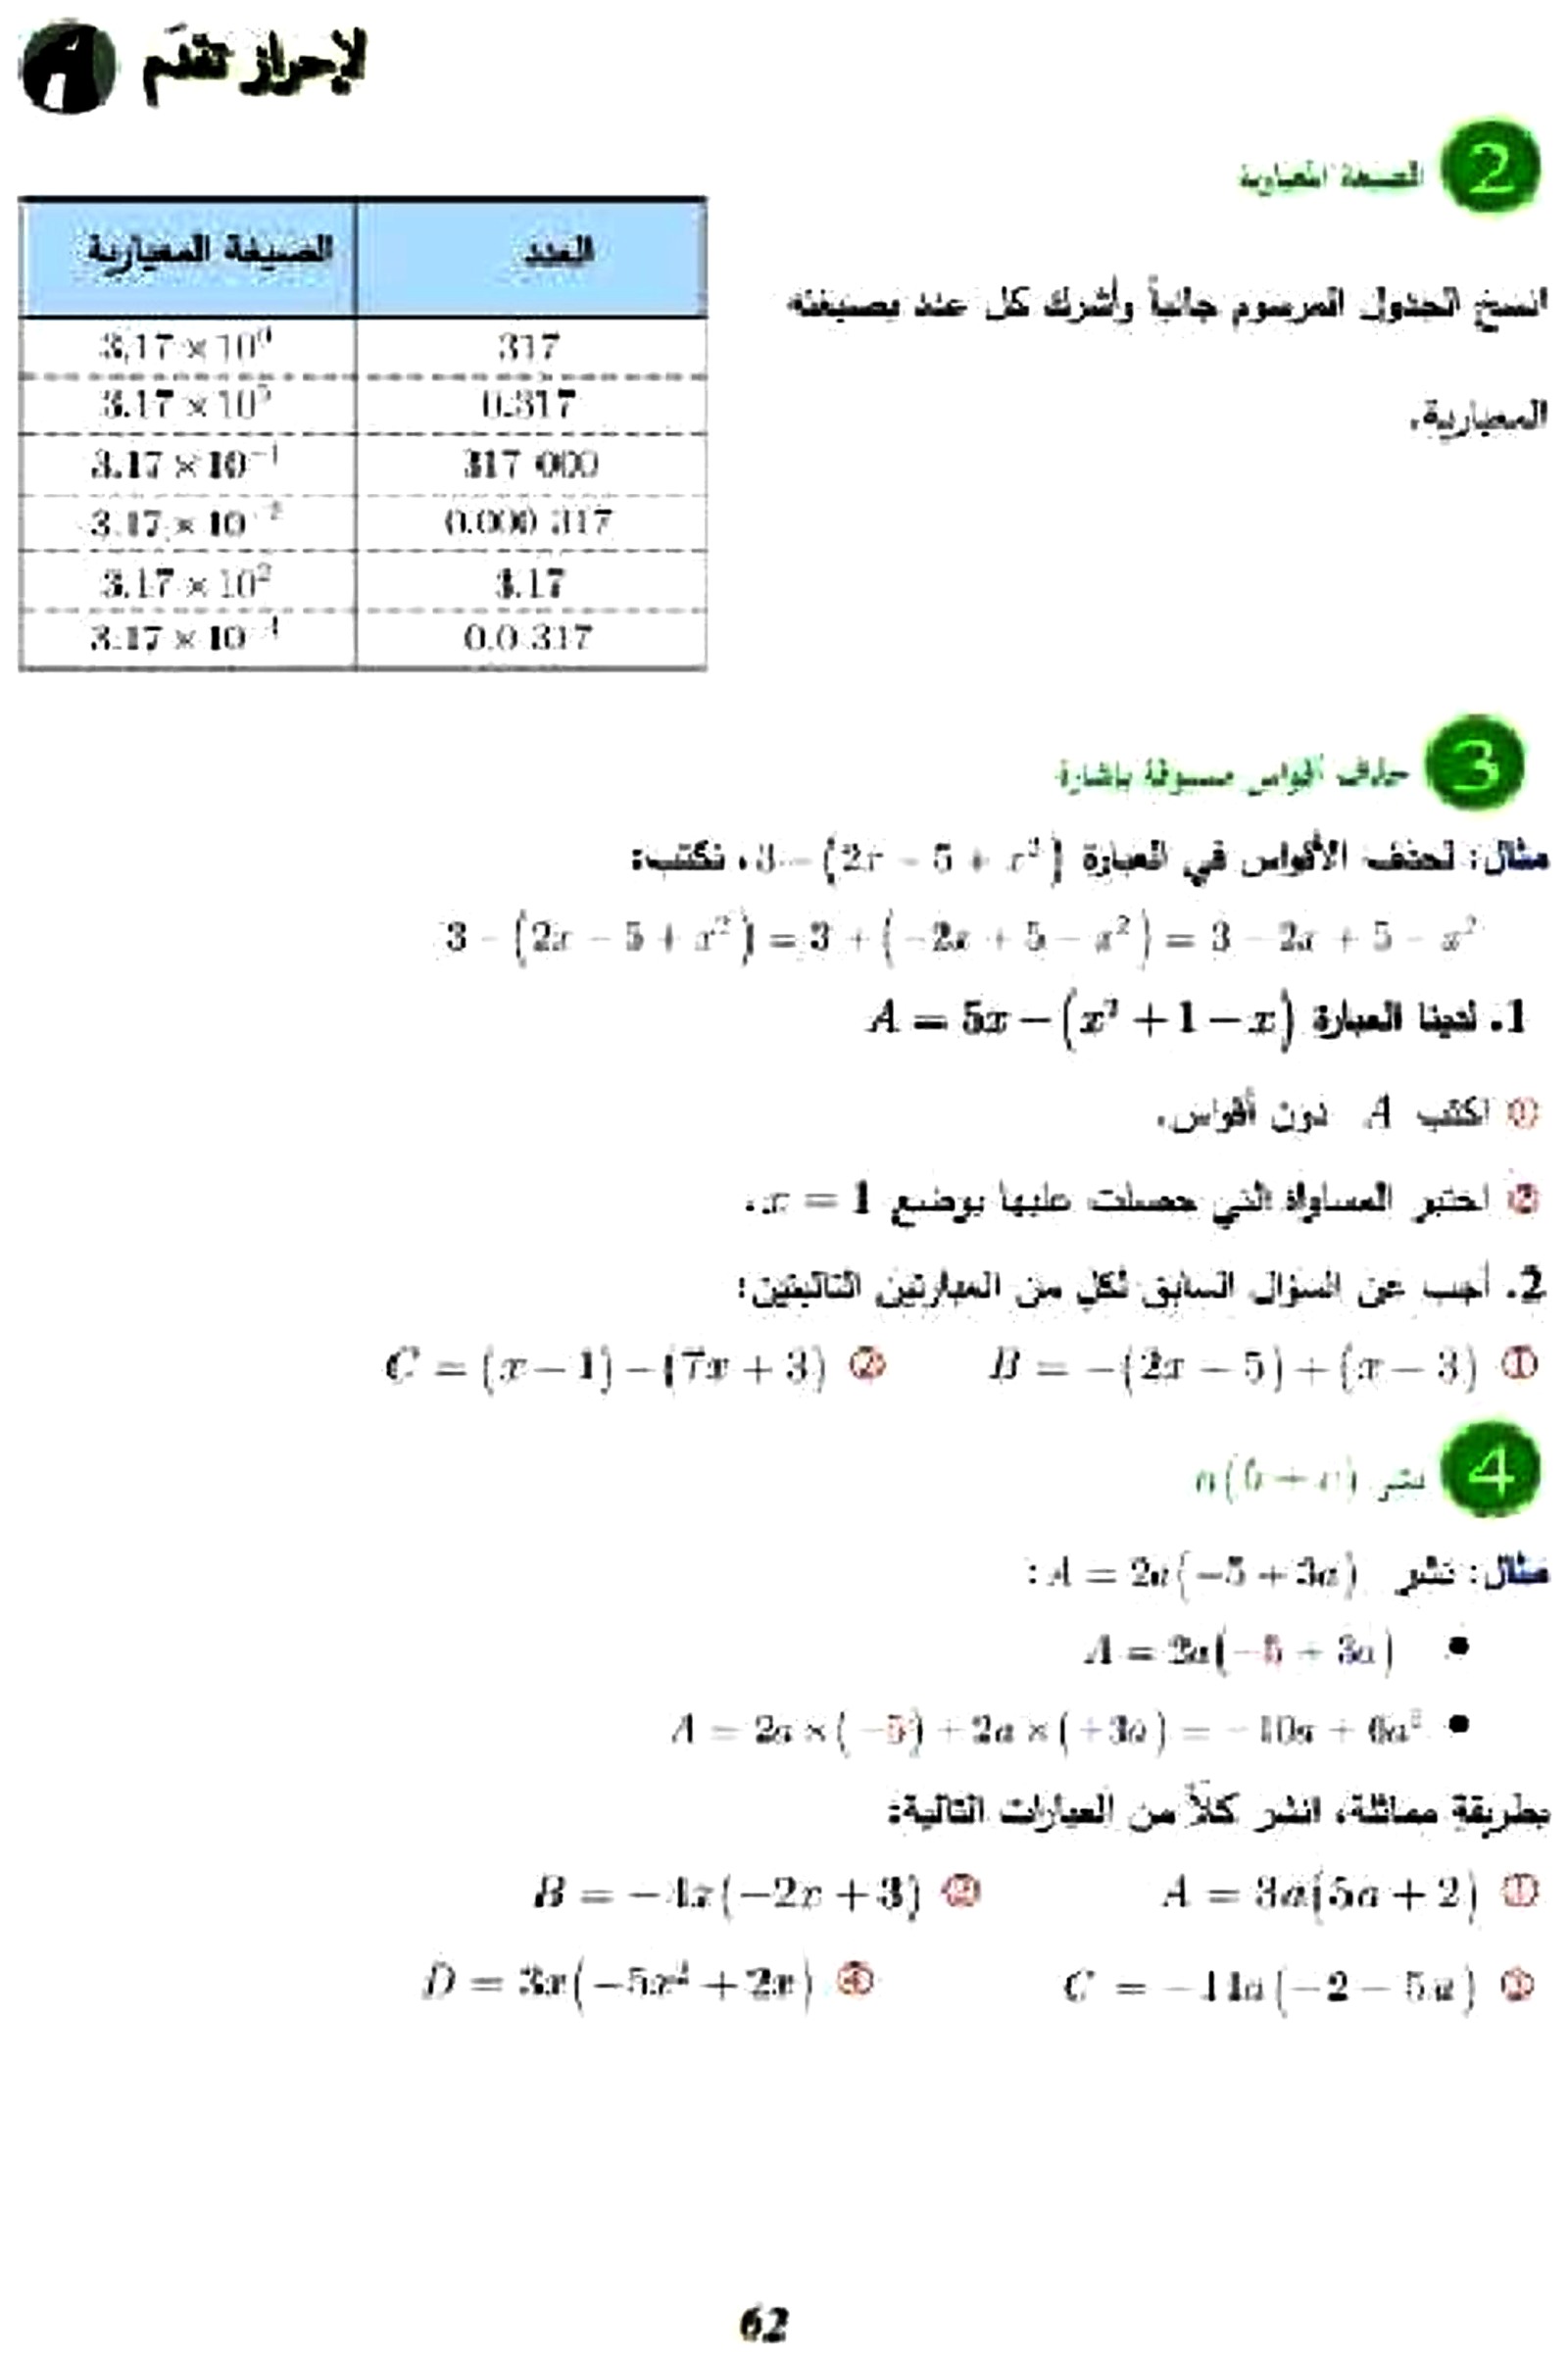 لإحراز تقدّم
2 الصيغة المعيارية
انسخ الجدول المرسوم جانباً وأشرك كل عدد بصيغته
المعيارية.
العدد الصيغة المعيارية
317 3.17 × 10⁰
0.317 3.17 × 10⁵
317 000 3.17 × 10⁻¹
0.000 317 3.17 × 10⁻²
3.17 3.17 × 10²
0.0 317 3.17 × 10⁻⁴
3 حذف أقواس مسبوقة بإشارة
مثال: لحذف الأقواس في العبارة 3 − (2x − 5 + x²)، نكتب:
3 − (2x − 5 + x²) = 3 + (−2x + 5 − x²) = 3 − 2x + 5 − x²
1. لدينا العبارة A = 5x − (x² + 1 − x)
① اكتب A دون أقواس.
② اختبر المساواة التي حصلت عليها بوضع x = 1.
2. أجب عن السؤال السابق لكل من العبارتين التاليتين:
① B = −(2x − 5) + (x − 3) ② C = (x − 1) − (7x + 3)
4 نشر
مثال: نشر A = 2a(−5 + 3a) :
• A = 2a(−5 + 3a)
• A = 2a × (−5) + 2a × (+3a) = −10a + 6a²
بطريقة مماثلة، انشر كلاً من العبارات التالية:
① A = 3a(5a + 2) ② B = −4x(−2x + 3)
③ C = −11a(−2 − 5a) ④ D = 3x(−5x² + 2x)
62